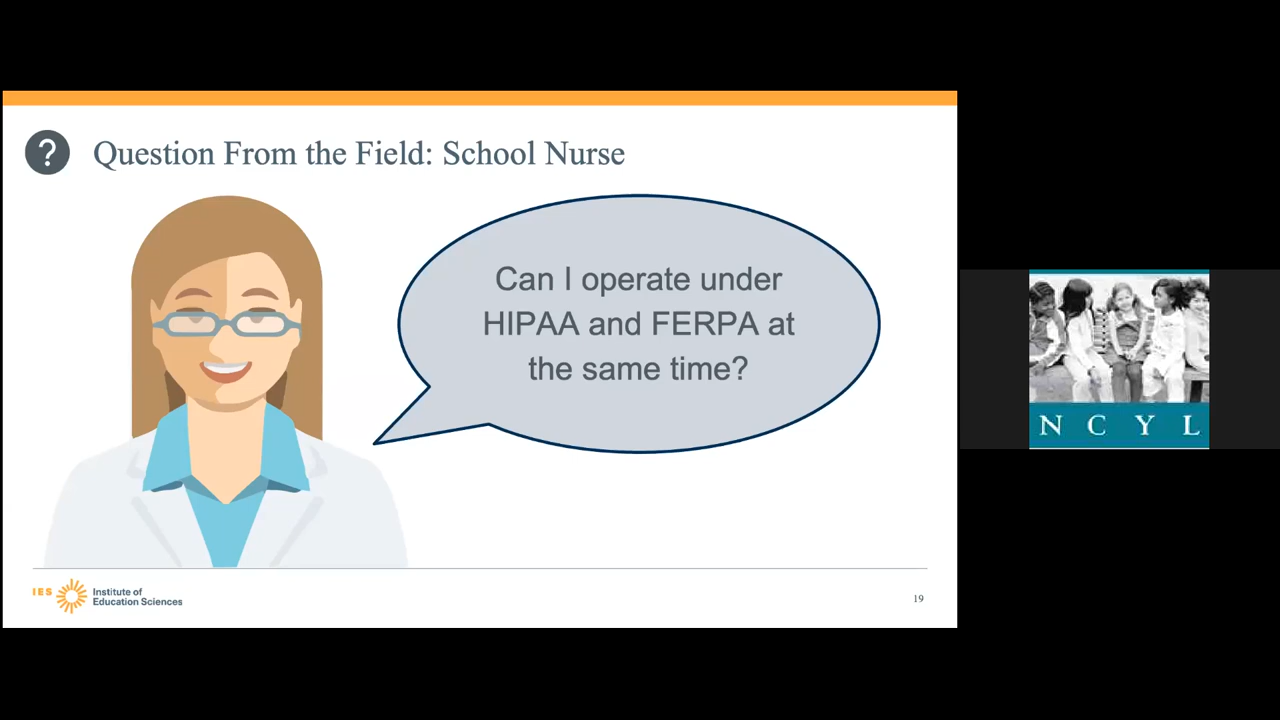 ?
Question From the Field: School Nurse
Can I operate under
HIPAA and FERPA at
the same time?
IES
Institute of
Education Sciences
19
N C Y L